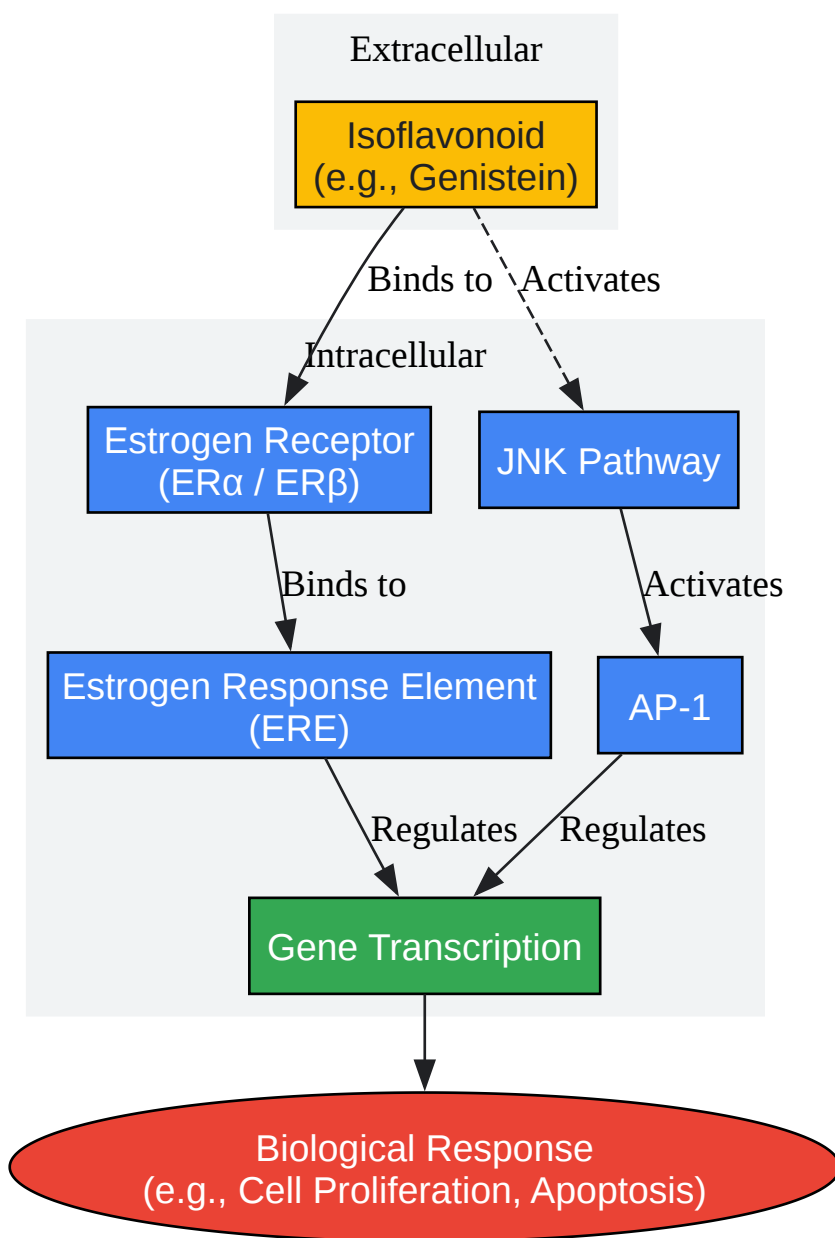 Extracellular
Isoflavonoid
(e.g., Genistein)
Binds to
Activates
Intracellular
Estrogen Receptor
(ERα / ERβ)
JNK Pathway
Binds to
Activates
Estrogen Response Element
(ERE)
AP-1
Regulates
Regulates
Gene Transcription
Biological Response
(e.g., Cell Proliferation, Apoptosis)